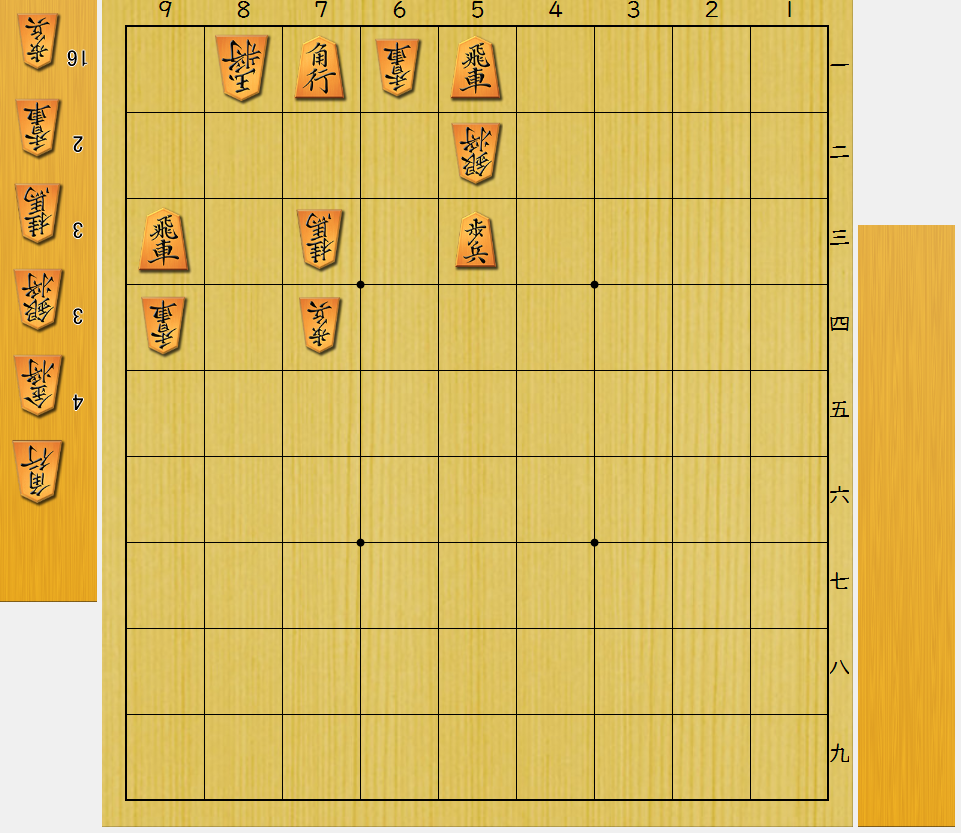 9 8 7 6 5 4 3 2 1
玉将 角行 香車 飛車 一
銀将 二
飛車 桂馬 歩兵 三
香車 歩兵 四
五
六
七
八
九
歩兵 16
香車 2
桂馬 3
銀将 3
金将 4
角行